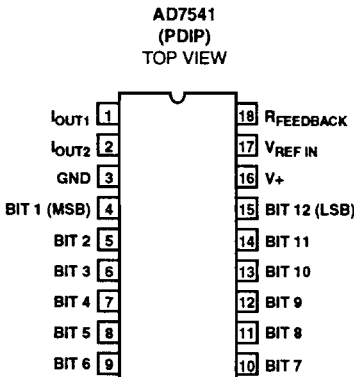 AD7541
(PDIP)
TOP VIEW
IOUT1 1 18 RFEEDBACK
IOUT2 2 17 VREF IN
GND 3 16 V+
BIT 1 (MSB) 4 15 BIT 12 (LSB)
BIT 2 5 14 BIT 11
BIT 3 6 13 BIT 10
BIT 4 7 12 BIT 9
BIT 5 8 11 BIT 8
BIT 6 9 10 BIT 7